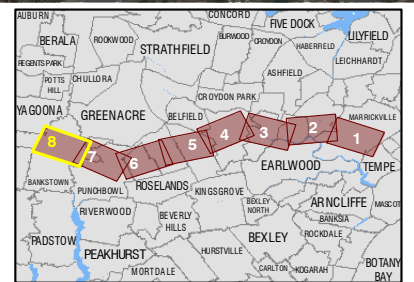 AUBURN
CONCORD
FIVE DOCK
BERALA
ROOKWOOD
STRATHFIELD
BURWOOD
CROYDON
HABERFIELD
LILYFIELD
REGENTS PARK
LEICHHARDT
POTTS
HILL
CHULLORA
ASHFIELD
CROYDON PARK
YAGOONA
GREENACRE
BELFIELD
MARRICKVILLE
8
7
6
5
4
3
2
1
EARLWOOD
TEMPE
BANKSTOWN
PUNCHBOWL
ROSELANDS
KINGSGROVE
RIVERWOOD
BEVERLY
HILLS
BEXLEY
NORTH
ARNCLIFFE
MASCOT
BANKSIA
PADSTOW
BEXLEY
ROCKDALE
PEAKHURST
HURSTVILLE
BOTANY
BAY
MORTDALE
CARLTON
KOGARAH